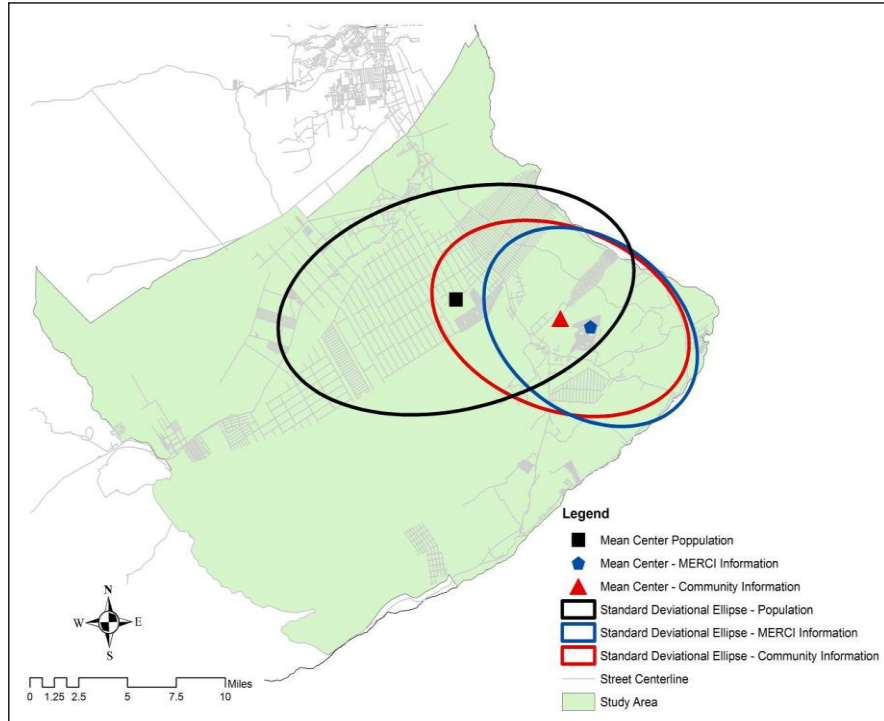 Legend
Mean Center Poppulation
Mean Center - MERCI Information
Mean Center - Community Information
Standard Deviational Ellipse - Population
Standard Deviational Ellipse - MERCI Information
Standard Deviational Ellipse - Community Information
Street Centerline
Study Area
N
W E
S
Miles
0 1.25 2.5 5 7.5 10